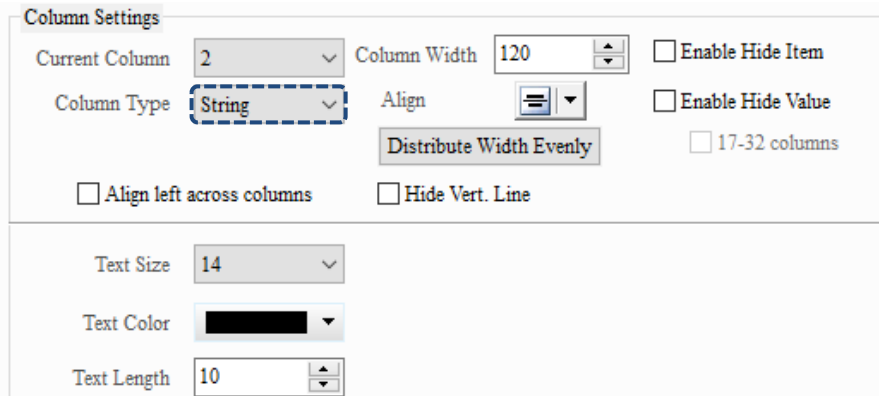 Column Settings
Current Column 2 Column Width 120 Enable Hide Item
Column Type String Align Enable Hide Value
Distribute Width Evenly 17-32 columns
Align left across columns Hide Vert. Line
Text Size 14
Text Color
Text Length 10